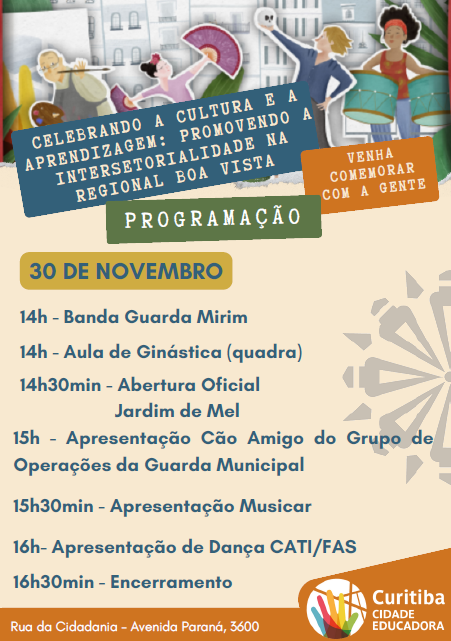 CELEBRANDO A CULTURA E A
APRENDIZAGEM: PROMOVENDO A
INTERSETORIALIDADE NA
REGIONAL BOA VISTA
VENHA
COMEMORAR
COM A GENTE
PROGRAMAÇÃO
30 DE NOVEMBRO
14h - Banda Guarda Mirim
14h - Aula de Ginástica (quadra)
14h30min - Abertura Oficial
Jardim de Mel
15h - Apresentação Cão Amigo do Grupo de
Operações da Guarda Municipal
15h30min - Apresentação Musicar
16h- Apresentação de Dança CATI/FAS
16h30min - Encerramento
Curitiba
CIDADE
EDUCADORA
Rua da Cidadania - Avenida Paraná, 3600